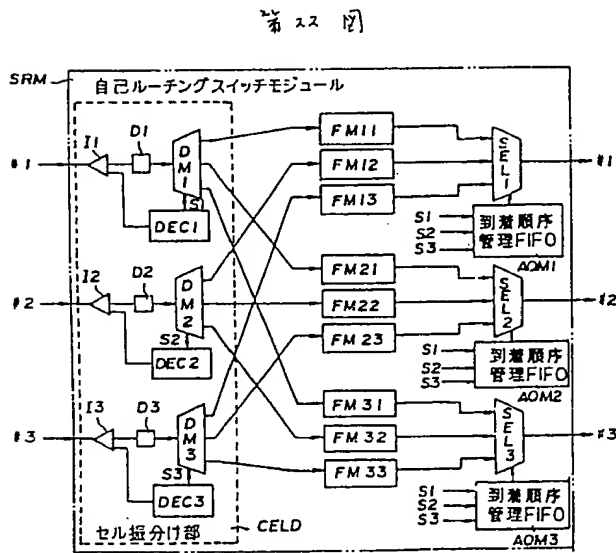 第22図
SRM
自己ルーチングスイッチモジュール
I1
D1
DM1
#1
S1
DEC1
I2
D2
DM2
#2
S2
DEC2
I3
D3
DM3
#3
S3
DEC3
セル振分け部
CELD
FM11
FM12
FM13
FM21
FM22
FM23
FM31
FM32
FM33
SEL1
#1
S1
S2
S3
到着順序
管理FIFO
AOM1
SEL2
#2
S1
S2
S3
到着順序
管理FIFO
AOM2
SEL3
#3
S1
S2
S3
到着順序
管理FIFO
AOM3